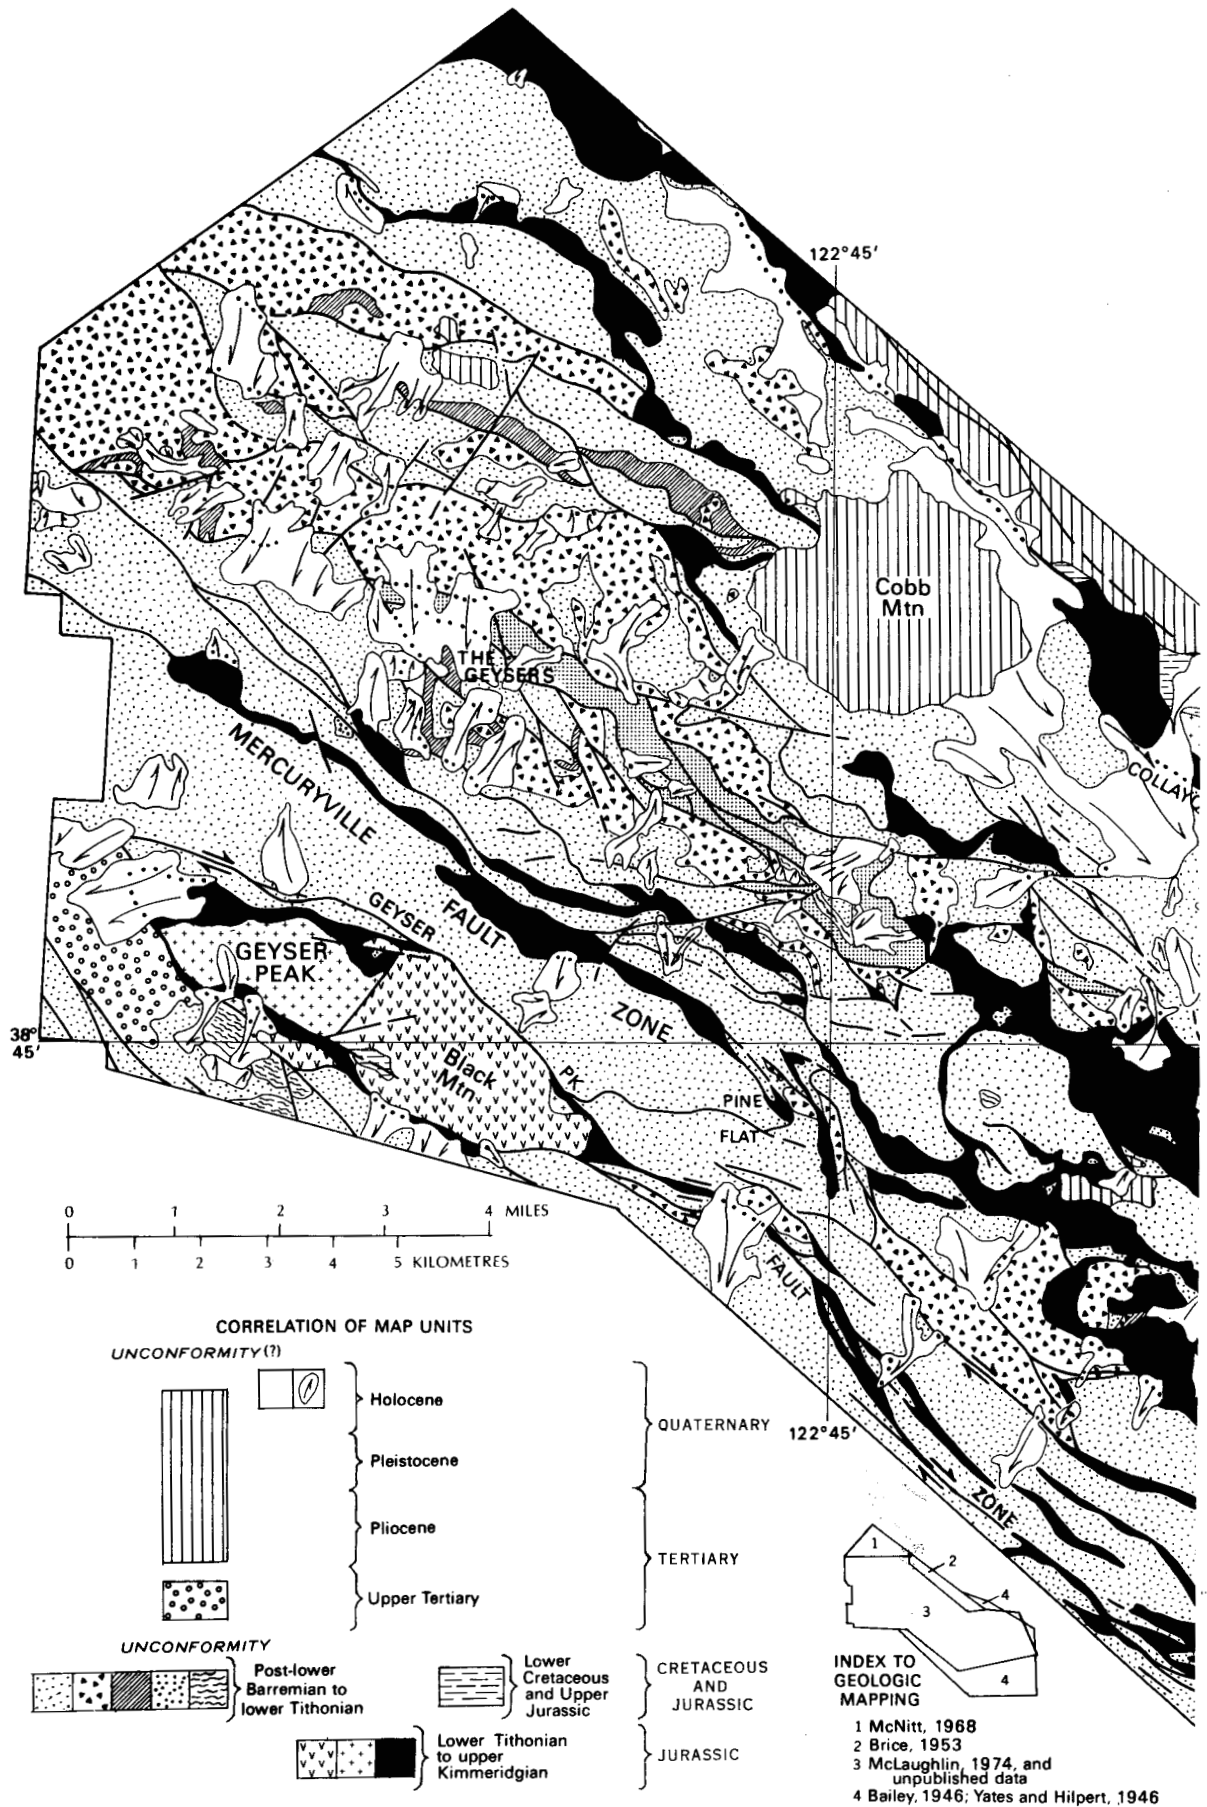 122°45'
Cobb
Mtn
THE
GEYSERS
MERCURYVILLE
FAULT
ZONE
COLLAYO
GEYSER
GEYSER
PEAK
Black
Mtn
PK
38°
45'
PINE
FLAT
FAULT
ZONE
122°45'
0 1 2 3 4 MILES
0 1 2 3 4 5 KILOMETRES
CORRELATION OF MAP UNITS
UNCONFORMITY(?)
Holocene
QUATERNARY
Pleistocene
Pliocene
TERTIARY
Upper Tertiary
UNCONFORMITY
Post-lower
Barremian to
lower Tithonian
Lower
Cretaceous
and Upper
Jurassic
CRETACEOUS
AND
JURASSIC
Lower Tithonian
to upper
Kimmeridgian
JURASSIC
1
2
4
3
4
INDEX TO
GEOLOGIC
MAPPING
1 McNitt, 1968
2 Brice, 1953
3 McLaughlin, 1974, and
unpublished data
4 Bailey, 1946; Yates and Hilpert, 1946